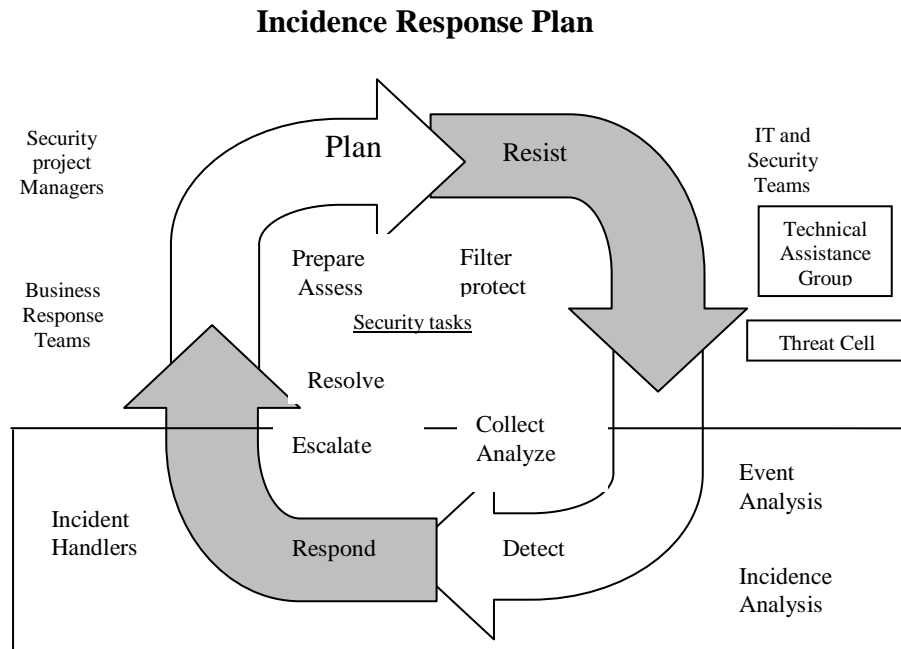 Incidence Response Plan
Security
project
Managers
Plan
Resist
IT and
Security
Teams
Technical
Assistance
Group
Business
Response
Teams
Prepare
Assess
Filter
protect
Security tasks
Threat Cell
Resolve
Escalate
Collect
Analyze
Event
Analysis
Incident
Handlers
Respond
Detect
Incidence
Analysis